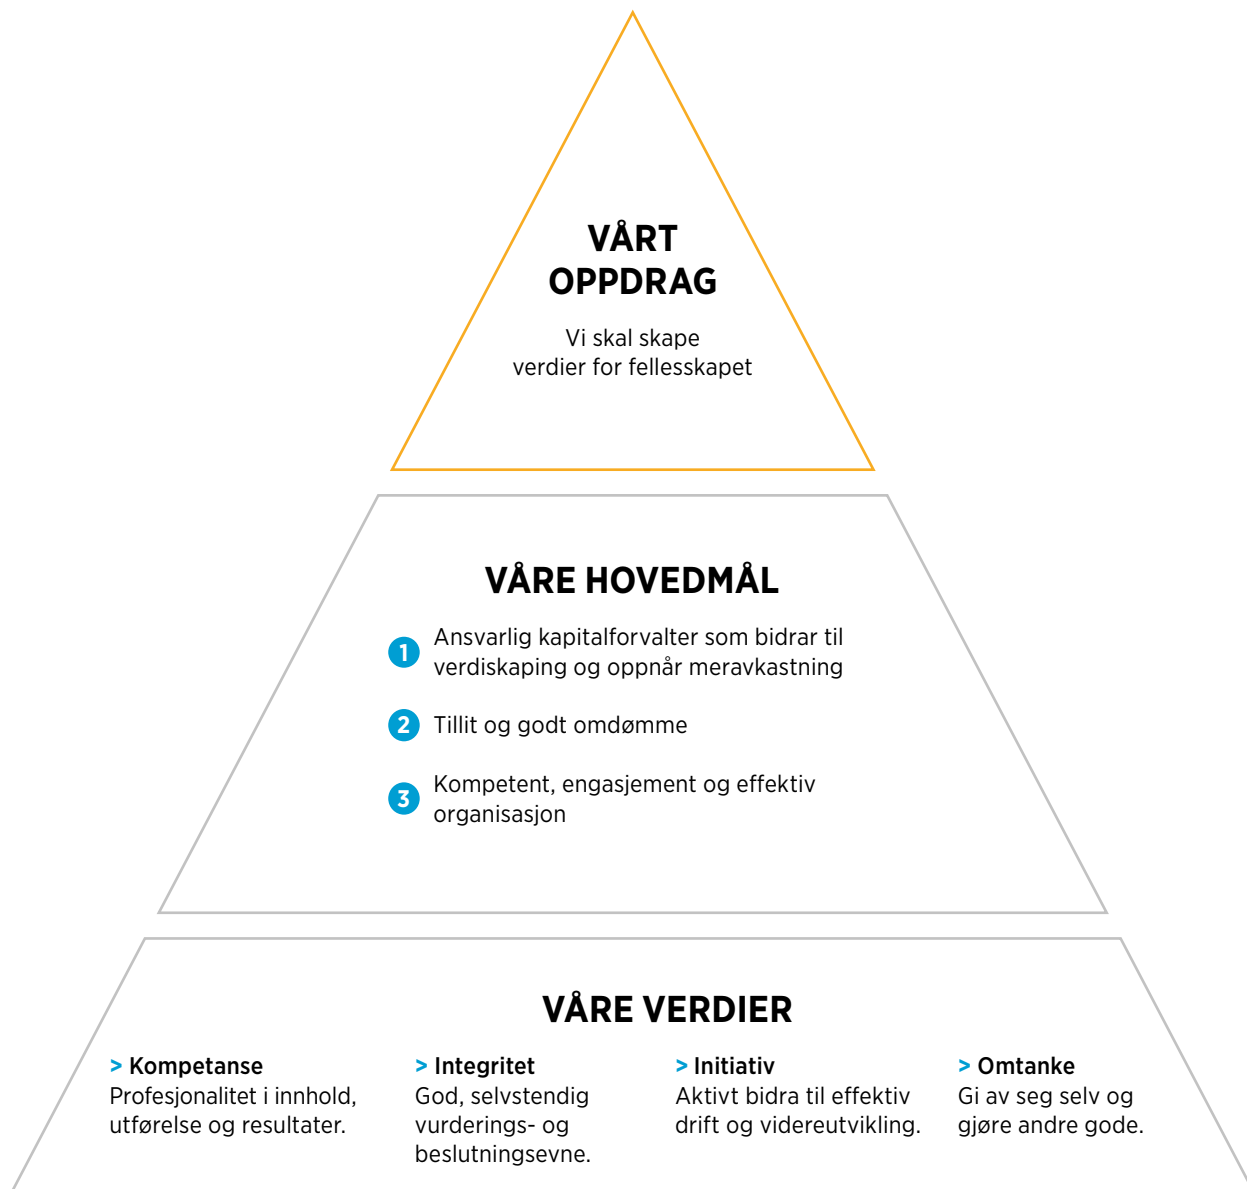 VÅRT
OPPDRAG
Vi skal skape
verdier for fellesskapet
VÅRE HOVEDMÅL
1 Ansvarlig kapitalforvalter som bidrar til
verdiskaping og oppnår meravkastning
2 Tillit og godt omdømme
3 Kompetent, engasjement og effektiv
organisasjon
VÅRE VERDIER
> Kompetanse
Profesjonalitet i innhold,
utførelse og resultater.
> Integritet
God, selvstendig
vurderings- og
beslutningsevne.
> Initiativ
Aktivt bidra til effektiv
drift og videreutvikling.
> Omtanke
Gi av seg selv og
gjøre andre gode.